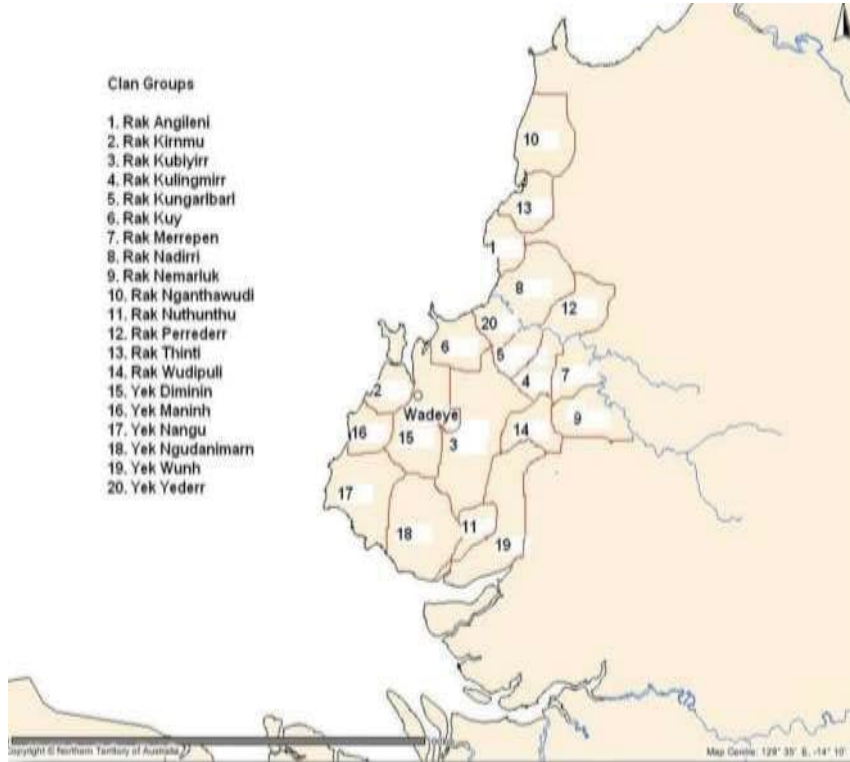 Clan Groups
1. Rak Angileni
2. Rak Kirnmu
3. Rak Kubiyirr
4. Rak Kulingmirr
5. Rak Kungarlbarl
6. Rak Kuy
7. Rak Merrepen
8. Rak Nadirri
9. Rak Nemarluk
10. Rak Nganthawudi
11. Rak Nuthunthu
12. Rak Perrederr
13. Rak Thinti
14. Rak Wudipuli
15. Yek Diminin
16. Yek Maninh
17. Yek Nangu
18. Yek Ngudanimarn
19. Yek Wunh
20. Yek Yederr
10
13
1
8
12
20
6
5
4
7
2
Wadeye
16
15
3
14
9
17
18
11
19
Copyright © Northern Territory of Australia
Map Centre: 129° 35' E, -14° 10'